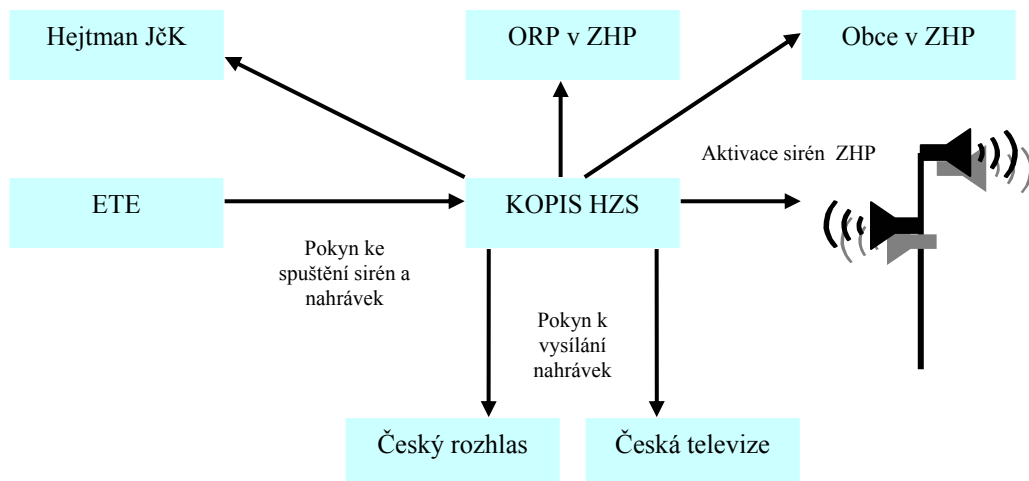 Hejtman JčK
ORP v ZHP
Obce v ZHP
Aktivace sirén ZHP
ETE
KOPIS HZS
Pokyn ke
spuštění sirén a
nahrávek
Pokyn k
vysílání
nahrávek
Český rozhlas
Česká televize